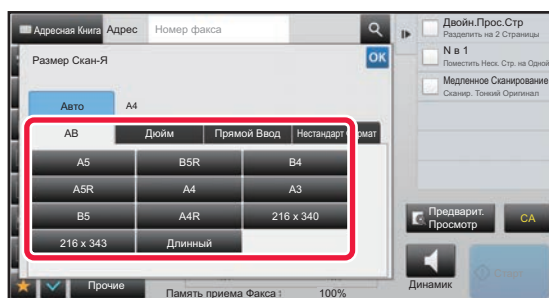 Адресная Книга
Адрес
Номер факса
Размер Скан-Я
OK
Авто
A4
AB
Дюйм
Прямой Ввод
Нестандарт Формат
A5
B5R
B4
A5R
A4
A3
B5
A4R
216 x 340
216 x 343
Длинный
Прочие
Память приема Факса :
100%
Двойн.Прос.Стр
Разделить на 2 Страницы
N в 1
Поместить Неск. Стр. на Одной
Медленное Сканирование
Сканир. Тонкий Оригинал
Предварит.
Просмотр
CA
Динамик
Старт